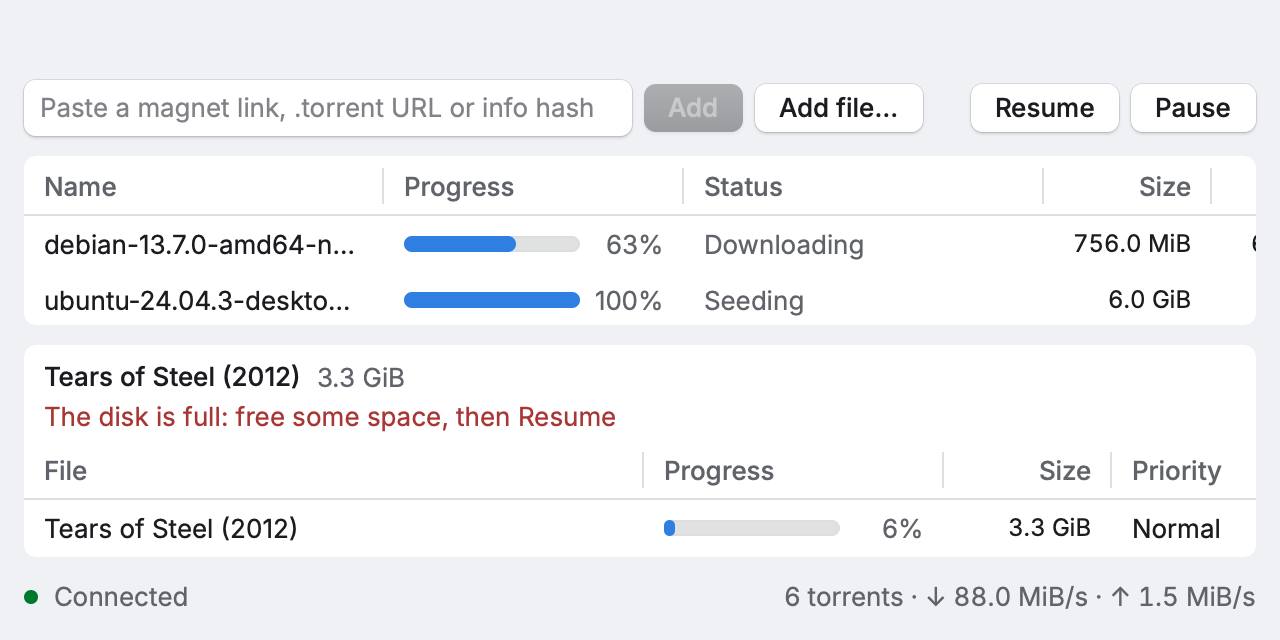 Paste a magnet link, .torrent URL or info hash Add Add file... Resume Pause
Name Progress Status Size
debian-13.7.0-amd64-n... 63% Downloading 756.0 MiB
ubuntu-24.04.3-deskto... 100% Seeding 6.0 GiB
Tears of Steel (2012) 3.3 GiB
The disk is full: free some space, then Resume
File Progress Size Priority
Tears of Steel (2012) 6% 3.3 GiB Normal
Connected 6 torrents · ↓ 88.0 MiB/s · ↑ 1.5 MiB/s